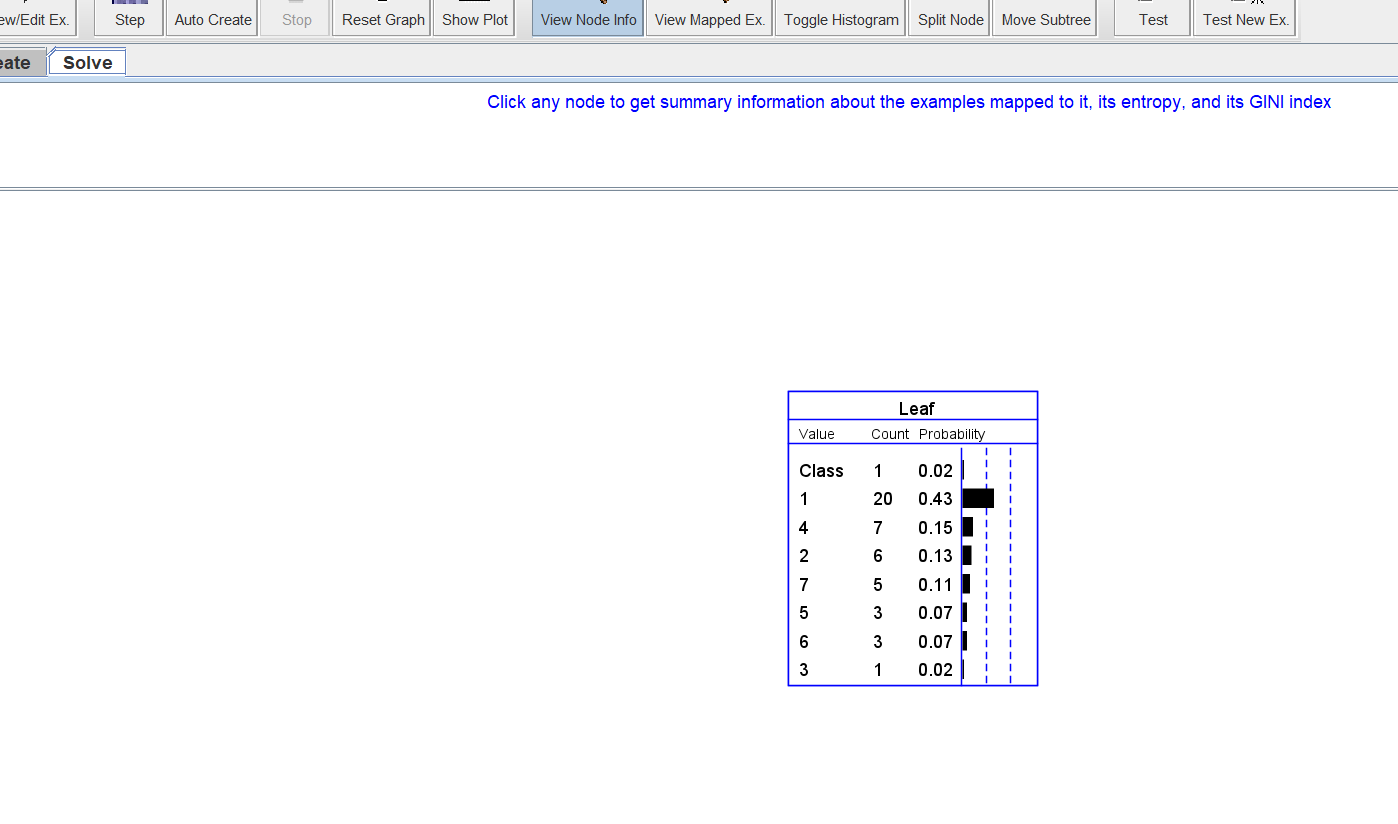 ew/Edit Ex. Step Auto Create Stop Reset Graph Show Plot View Node Info View Mapped Ex. Toggle Histogram Split Node Move Subtree Test Test New Ex.
eate Solve
Click any node to get summary information about the examples mapped to it, its entropy, and its GINI index
Leaf
Value Count Probability
Class 1 0.02
1 20 0.43
4 7 0.15
2 6 0.13
7 5 0.11
5 3 0.07
6 3 0.07
3 1 0.02